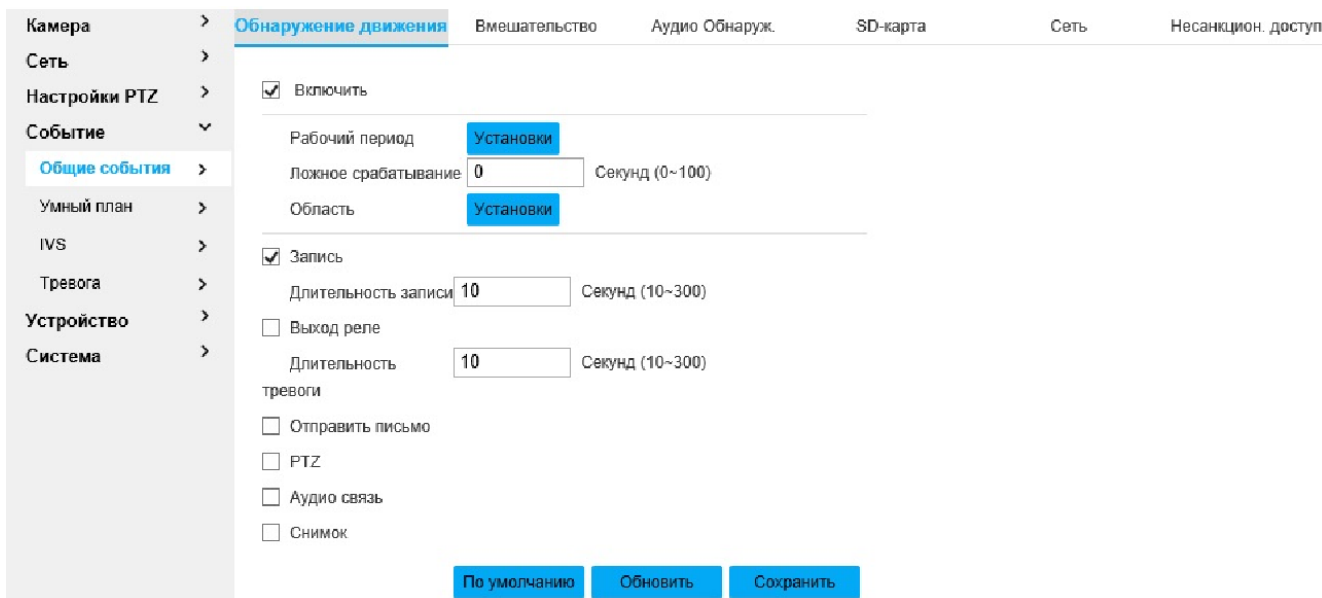 Камера
Сеть
Настройки PTZ
Событие
Общие события
Умный план
IVS
Тревога
Устройство
Система
Обнаружение движения Вмешательство Аудио Обнаруж. SD-карта Сеть Несанкцион. доступ
Включить
Рабочий период Установки
Ложное срабатывание 0 Секунд (0~100)
Область Установки
Запись
Длительность записи 10 Секунд (10~300)
Выход реле
Длительность 10 Секунд (10~300)
тревоги
Отправить письмо
PTZ
Аудио связь
Снимок
По умолчанию Обновить Сохранить